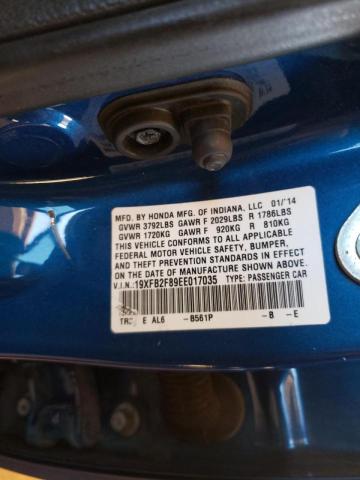 MFD. BY HONDA MFG. OF INDIANA, LLC 01/'14
GVWR 3792LBS GAWR F 2029LBS R 1786LBS
GVWR 1720KG GAWR F 920KG R 810KG
THIS VEHICLE CONFORMS TO ALL APPLICABLE
FEDERAL MOTOR VEHICLE SAFETY, BUMPER,
AND THEFT PREVENTION STANDARDS IN EFFECT
ON THE DATE OF MANUFACTURE SHOWN ABOVE.
V.I.N.:19XFB2F89EE017035 TYPE: PASSENGER CAR
E AL6 -B561P -B -E